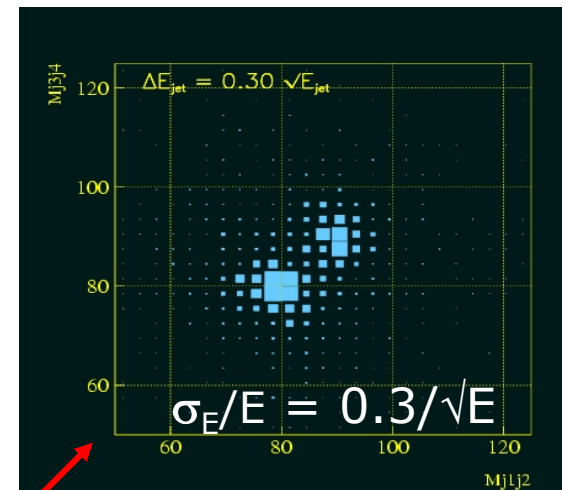 Mj3j4
120
ΔE_jet = 0.30 √E_jet
100
80
60
σ_E/E = 0.3/√E
60 80 100 120
Mj1j2